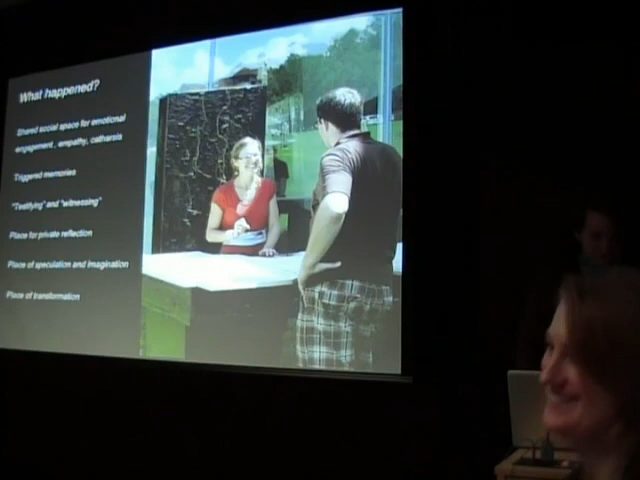 What happened?
Shared social space for emotional
engagement, empathy, catharsis
Triggered memories
"Testifying" and "witnessing"
Place for private reflection
Place of speculation and imagination
Place of transformation